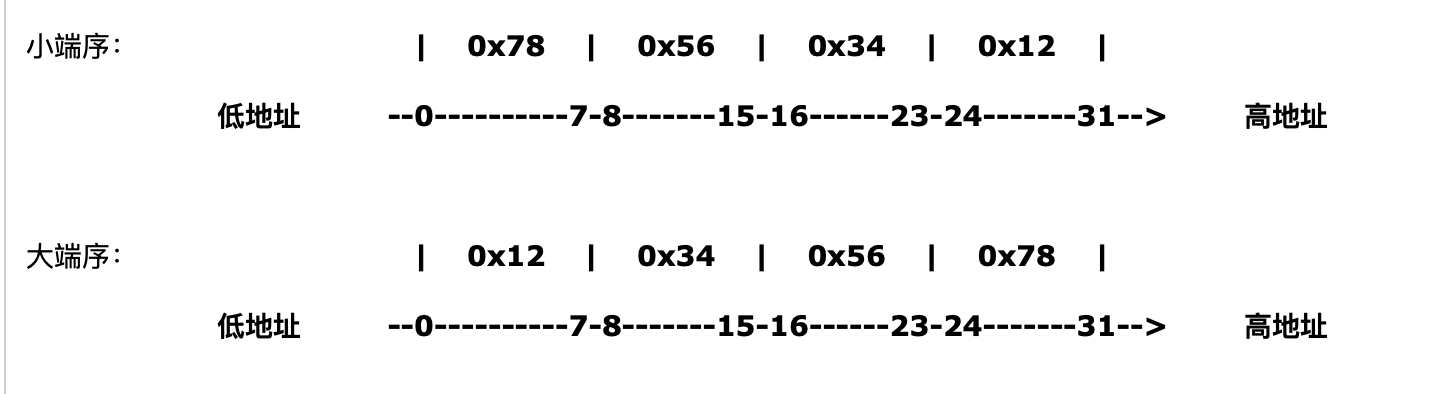 小端序： | 0x78 | 0x56 | 0x34 | 0x12 |
低地址 --0----------7-8-------15-16------23-24-------31--> 高地址
大端序： | 0x12 | 0x34 | 0x56 | 0x78 |
低地址 --0----------7-8-------15-16------23-24-------31--> 高地址